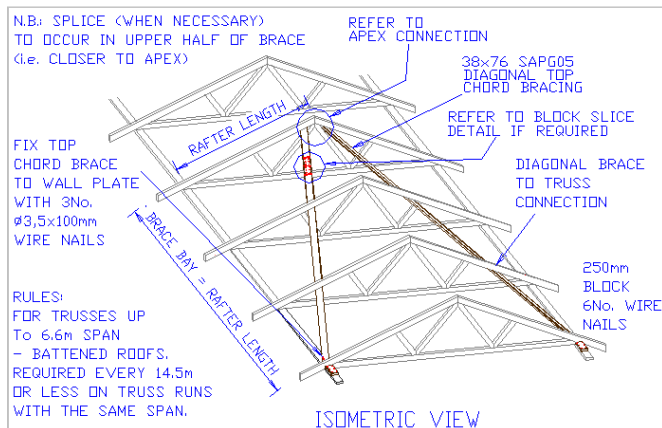 N.B.: SPLICE (WHEN NECESSARY)
TO OCCUR IN UPPER HALF OF BRACE
(i.e. CLOSER TO APEX)
REFER TO
APEX CONNECTION
38x76 SAPG05
DIAGONAL TOP
CHORD BRACING
RAFTER LENGTH
REFER TO BLOCK SLICE
DETAIL IF REQUIRED
FIX TOP
CHORD BRACE
TO WALL PLATE
WITH 3No.
ø3,5x100mm
WIRE NAILS
DIAGONAL BRACE
TO TRUSS
CONNECTION
BRACE BAY = RAFTER LENGTH
250mm
BLOCK
6No. WIRE
NAILS
RULES:
FOR TRUSSES UP
To 6.6m SPAN
- BATTENED ROOFS.
REQUIRED EVERY 14.5m
OR LESS ON TRUSS RUNS
WITH THE SAME SPAN.
ISOMETRIC VIEW